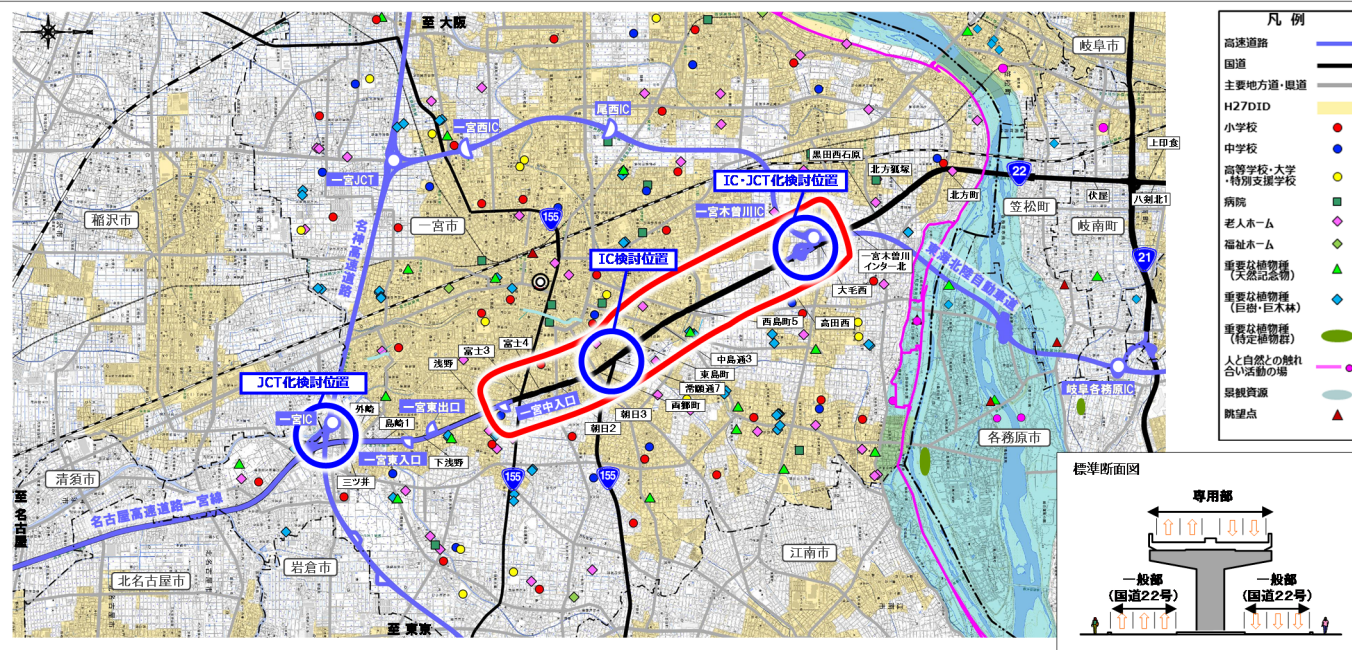 至 大阪
岐阜市
尾西IC
一宮西IC
上印食
黒田西石原
一宮JCT
北方狐塚
22
IC・JCT化検討位置
北方町
伏屋
八剣北1
稲沢市
笠松町
一宮木曽川IC
155
一宮市
岐南町
名神高速道路
IC検討位置
一宮木曽川
インター北
21
東海北陸自動車道
大毛西
西島町5
高田西
富士4
富士3
浅野
中島通3
東島町
JCT化検討位置
常願通7
岐阜各務原IC
両郷町
外崎
一宮東出口
一宮中入口
一宮IC
島崎1
朝日3
朝日2
各務原市
一宮東入口
下浅野
清須市
三ツ井
155
155
至 名古屋
名古屋高速道路一宮線
江南市
岩倉市
北名古屋市
至 東京
凡 例
高速道路
国道
主要地方道・県道
H27DID
小学校
中学校
高等学校・大学
・特別支援学校
病院
老人ホーム
福祉ホーム
重要な植物種
(天然記念物)
重要な植物種
(巨樹・巨木林)
重要な植物種
(特定植物群)
人と自然との触れ
合い活動の場
景観資源
眺望点
標準断面図
専用部
一般部
(国道22号)
一般部
(国道22号)